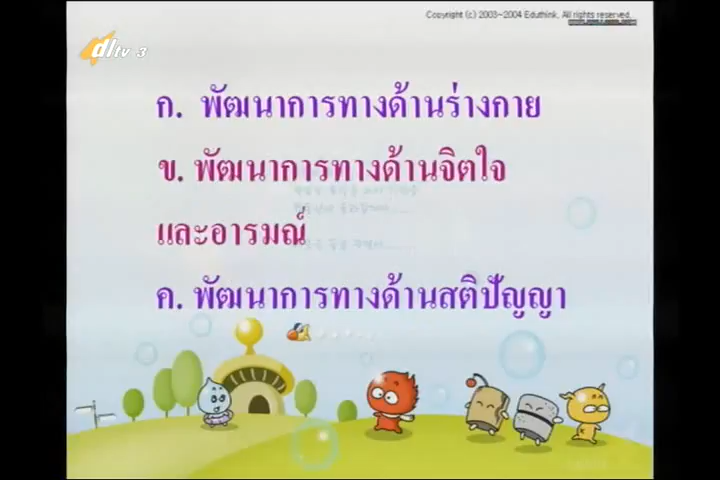 Copyright (c) 2003-2004 Eduthink. All rights reserved.
dltv 3
ก. พัฒนาการทางด้านร่างกาย
ข. พัฒนาการทางด้านจิตใจ
และอารมณ์
ค. พัฒนาการทางด้านสติปัญญา